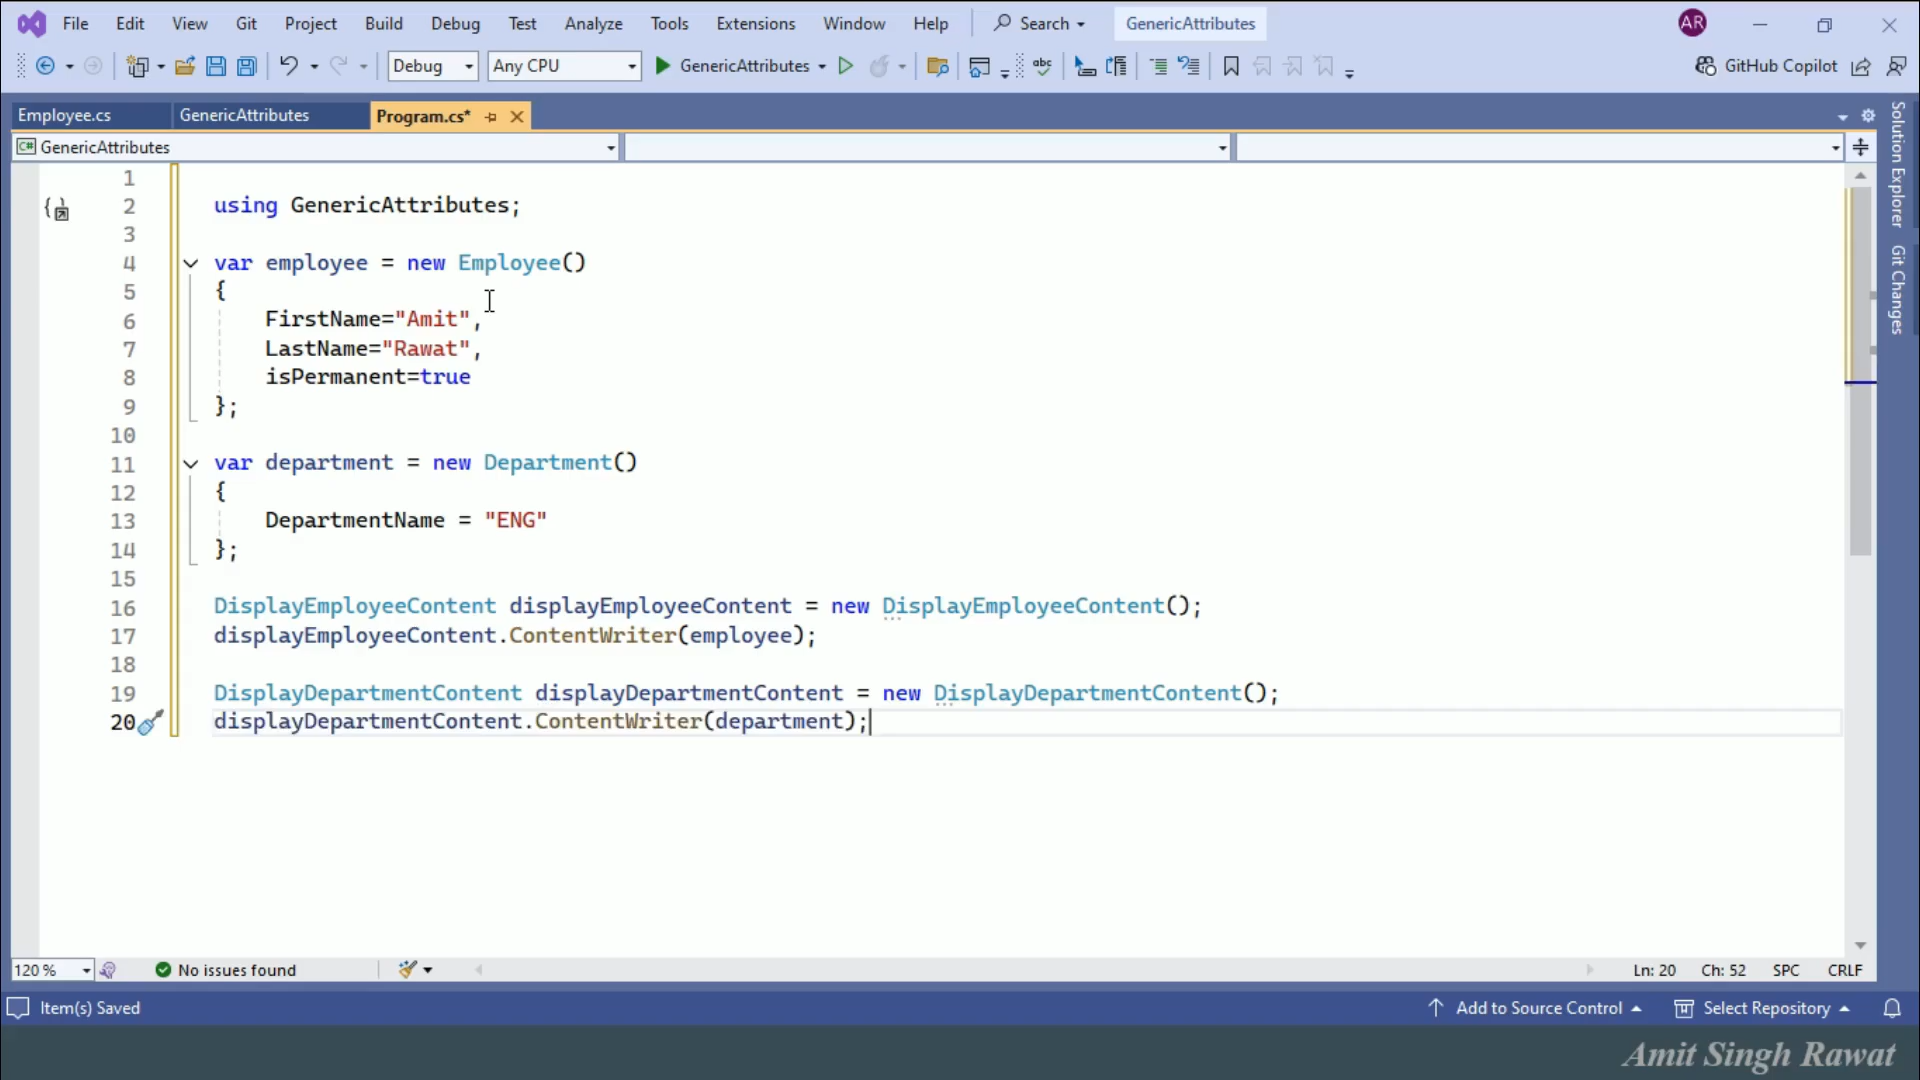 File Edit View Git Project Build Debug Test Analyze Tools Extensions Window Help Search GenericAttributes AR
Debug Any CPU GenericAttributes abc GitHub Copilot
Employee.cs GenericAttributes Program.cs*
C# GenericAttributes
1
2 using GenericAttributes;
3
4 var employee = new Employee()
5 {
6 FirstName="Amit",
7 LastName="Rawat",
8 isPermanent=true
9 };
10
11 var department = new Department()
12 {
13 DepartmentName = "ENG"
14 };
15
16 DisplayEmployeeContent displayEmployeeContent = new DisplayEmployeeContent();
17 displayEmployeeContent.ContentWriter(employee);
18
19 DisplayDepartmentContent displayDepartmentContent = new DisplayDepartmentContent();
20 displayDepartmentContent.ContentWriter(department);
Solution Explorer
Git Changes
120 % No issues found Ln: 20 Ch: 52 SPC CRLF
Item(s) Saved Add to Source Control Select Repository
Amit Singh Rawat